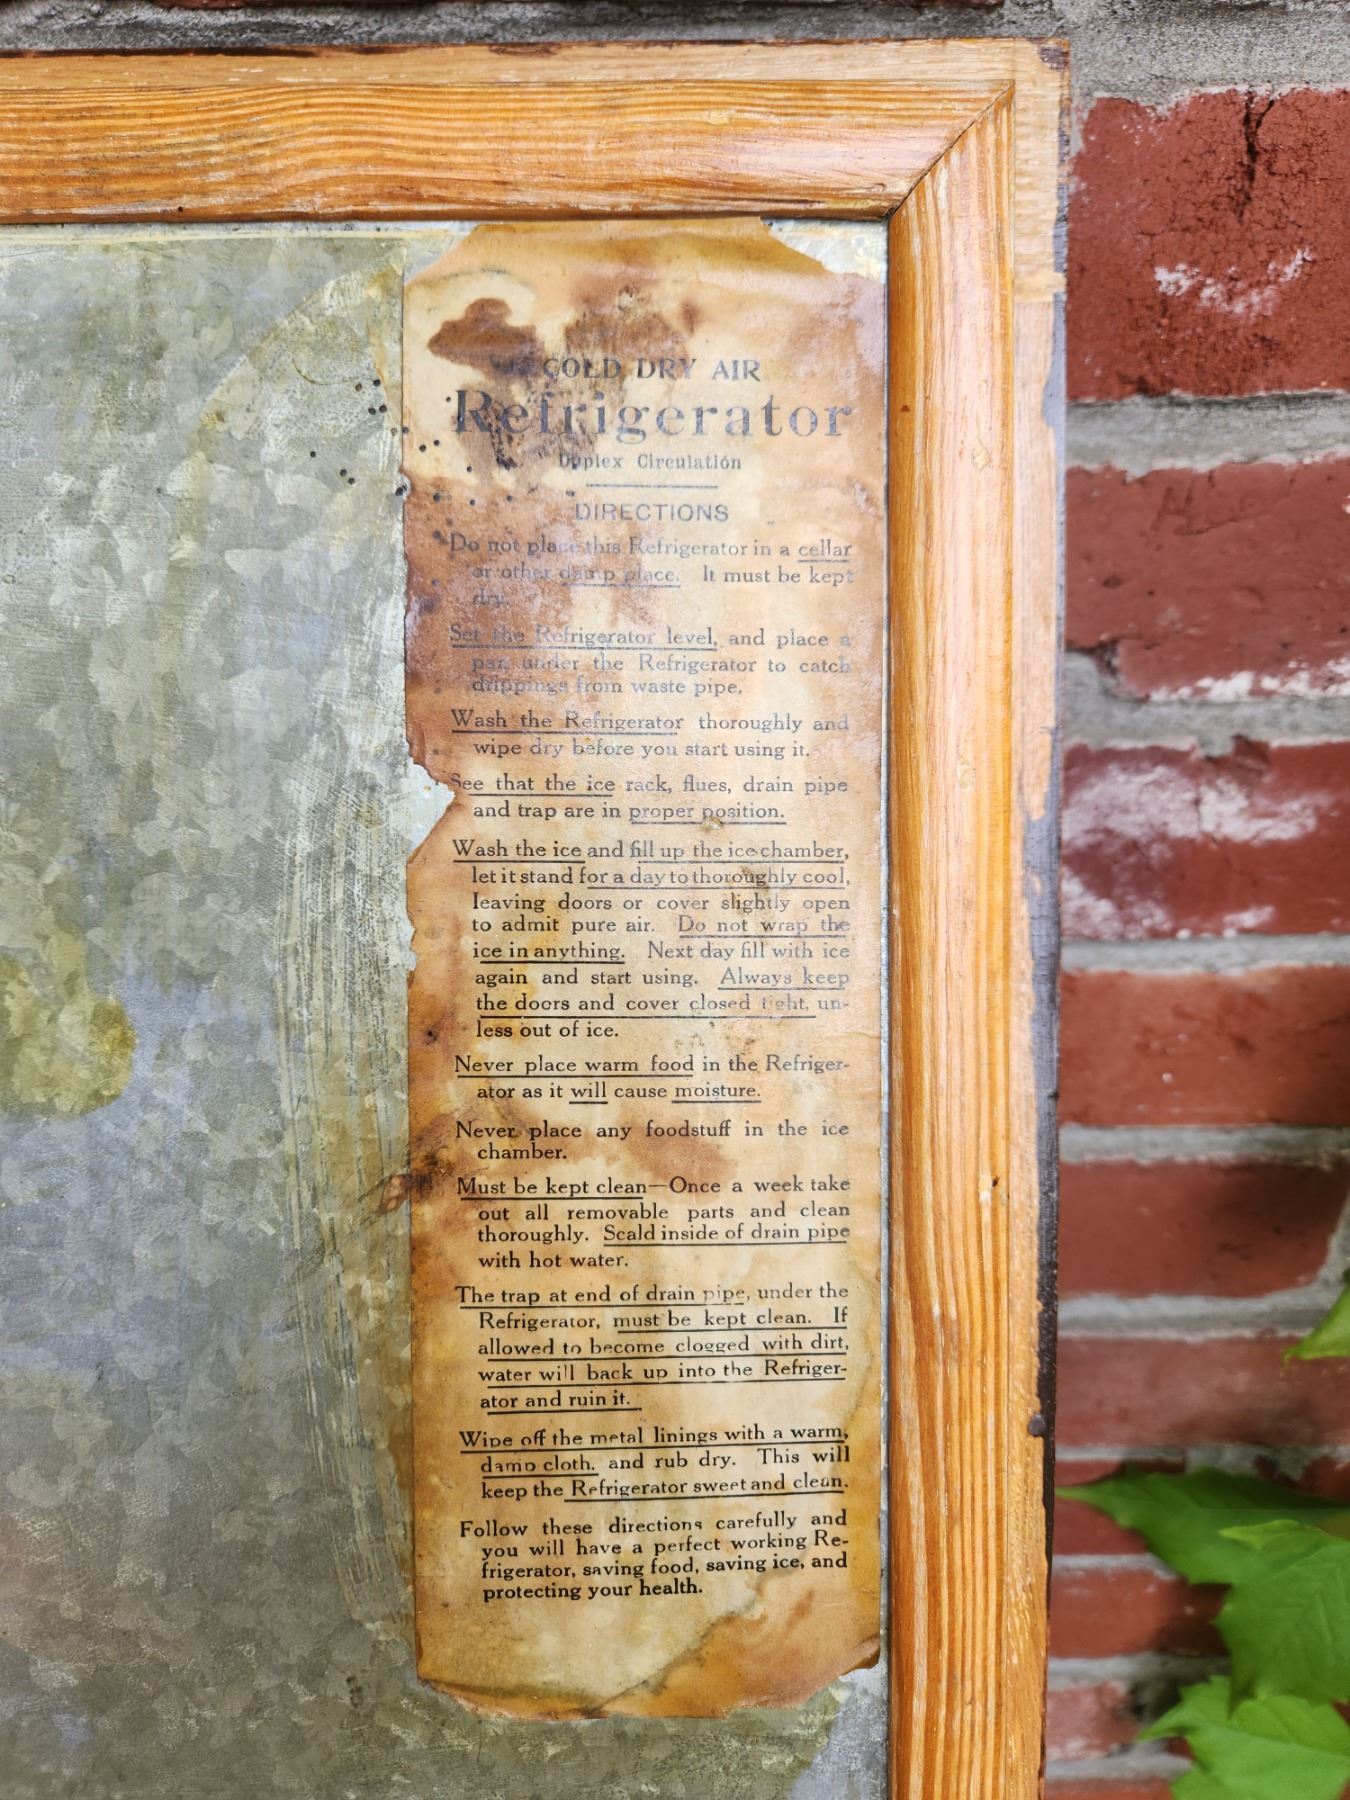 COLD DRY AIR
Refrigerator
Duplex Circulation
DIRECTIONS
Do not place this Refrigerator in a cellar
or other damp place. It must be kept
dry.
Set the Refrigerator level, and place a
pan under the Refrigerator to catch
drippings from waste pipe.
Wash the Refrigerator thoroughly and
wipe dry before you start using it.
See that the ice rack, flues, drain pipe
and trap are in proper position.
Wash the ice and fill up the ice chamber,
let it stand for a day to thoroughly cool,
leaving doors or cover slightly open
to admit pure air. Do not wrap the
ice in anything. Next day fill with ice
again and start using. Always keep
the doors and cover closed tight, un-
less out of ice.
Never place warm food in the Refriger-
ator as it will cause moisture.
Never place any foodstuff in the ice
chamber.
Must be kept clean—Once a week take
out all removable parts and clean
thoroughly. Scald inside of drain pipe
with hot water.
The trap at end of drain pipe, under the
Refrigerator, must be kept clean. If
allowed to become clogged with dirt,
water will back up into the Refriger-
ator and ruin it.
Wipe off the metal linings with a warm,
damp cloth, and rub dry. This will
keep the Refrigerator sweet and clean.
Follow these directions carefully and
you will have a perfect working Re-
frigerator, saving food, saving ice, and
protecting your health.